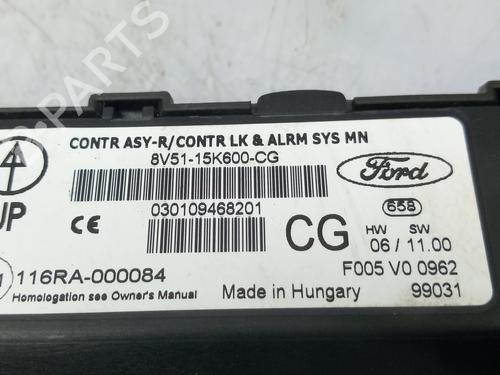 CONTR ASY-R/CONTR LK & ALRM SYS MN
8V51-15K600-CG
Ford
UP
030109468201
658
CE
CG
HW SW
06 / 11.00
116RA-000084
F005 V0 0962
Homologation see Owner's Manual
Made in Hungary
99031